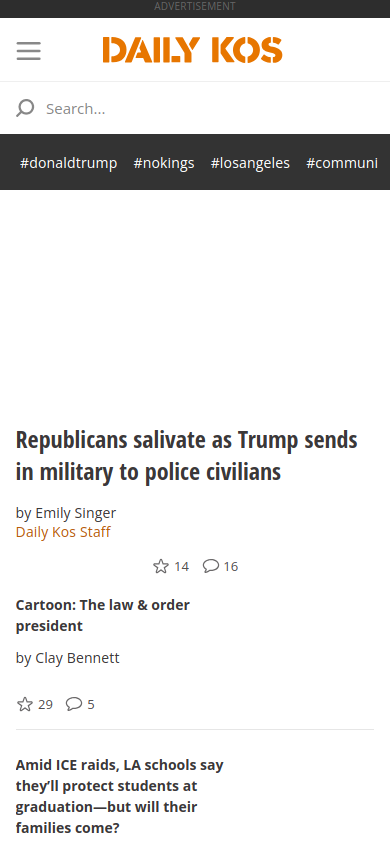 ADVERTISEMENT
DAILY KOS
Search...
#donaldtrump #nokings #losangeles #communi
Republicans salivate as Trump sends
in military to police civilians
by Emily Singer
Daily Kos Staff
14 16
Cartoon: The law & order
president
by Clay Bennett
29 5
Amid ICE raids, LA schools say
they’ll protect students at
graduation—but will their
families come?